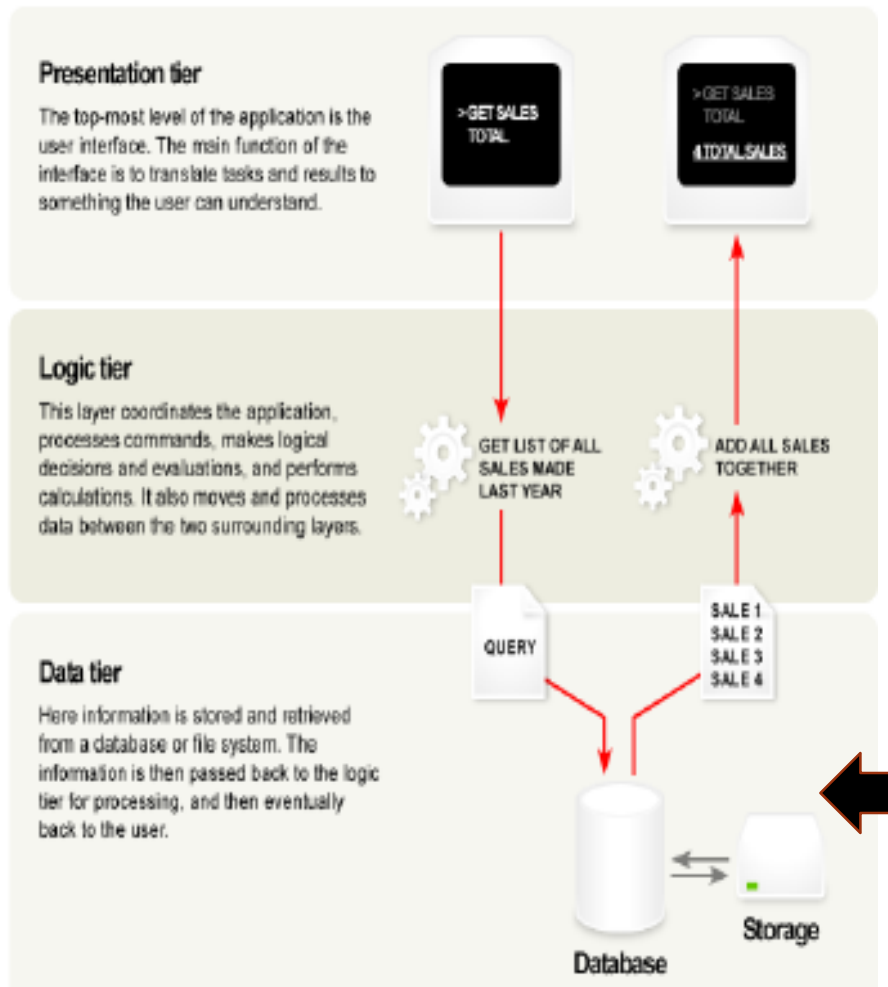 Presentation tier
The top-most level of the application is the
user interface. The main function of the
interface is to translate tasks and results to
something the user can understand.
>GET SALES
TOTAL
>GET SALES
TOTAL
4 TOTAL SALES
Logic tier
This layer coordinates the application,
processes commands, makes logical
decisions and evaluations, and performs
calculations. It also moves and processes
data between the two surrounding layers.
GET LIST OF ALL
SALES MADE
LAST YEAR
ADD ALL SALES
TOGETHER
Data tier
Here information is stored and retrieved
from a database or file system. The
information is then passed back to the logic
tier for processing, and then eventually
back to the user.
QUERY
SALE 1
SALE 2
SALE 3
SALE 4
Database
Storage